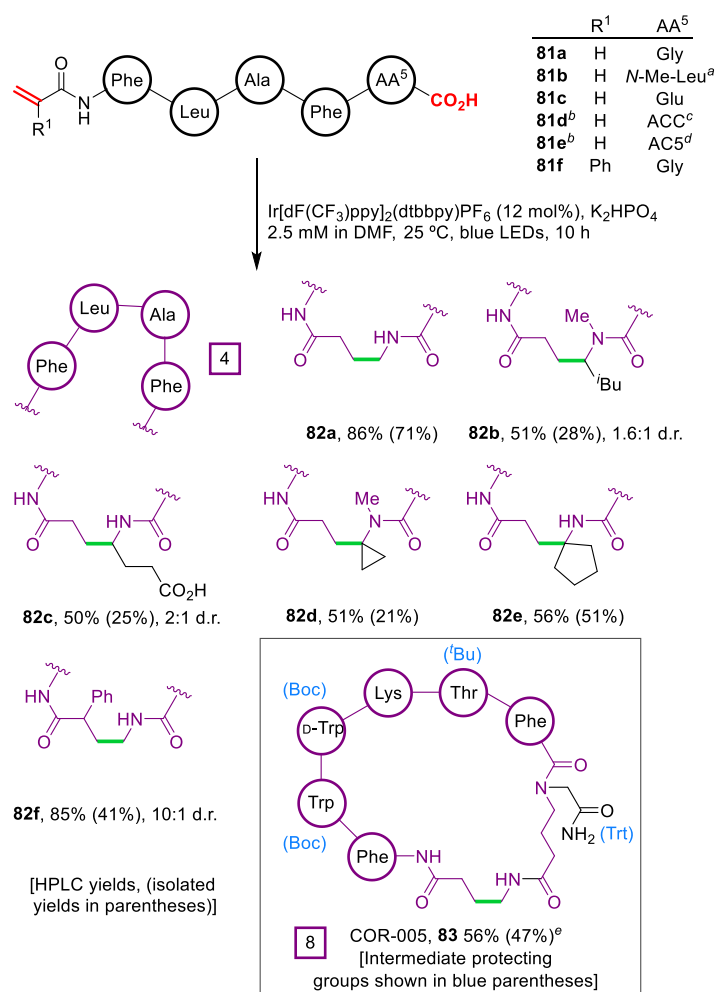 R¹ AA⁵
81a H Gly
81b H N-Me-Leuᵃ
81c H Glu
81dᵇ H ACCᶜ
81eᵇ H AC5ᵈ
81f Ph Gly
O
Phe Ala AA⁵
N
H
R¹
Leu Phe
CO₂H
Ir[dF(CF₃)ppy]₂(dtbbpy)PF₆ (12 mol%), K₂HPO₄
2.5 mM in DMF, 25 ºC, blue LEDs, 10 h
Leu Ala
Phe Phe
4
HN HN
O O
82a, 86% (71%)
HN Me N
O O
ⁱBu
82b, 51% (28%), 1.6:1 d.r.
HN HN
O O
CO₂H
82c, 50% (25%), 2:1 d.r.
HN Me N
O O
82d, 51% (21%)
HN HN
O O
82e, 56% (51%)
HN Ph HN
O O
82f, 85% (41%), 10:1 d.r.
[HPLC yields, (isolated
yields in parentheses)]
(ᵗBu)
(Boc) Lys Thr
D-Trp Phe
O
Trp N O
(Boc) NH₂ (Trt)
Phe NH HN
O O
8
COR-005, 83 56% (47%)ᵉ
[Intermediate protecting
groups shown in blue parentheses]